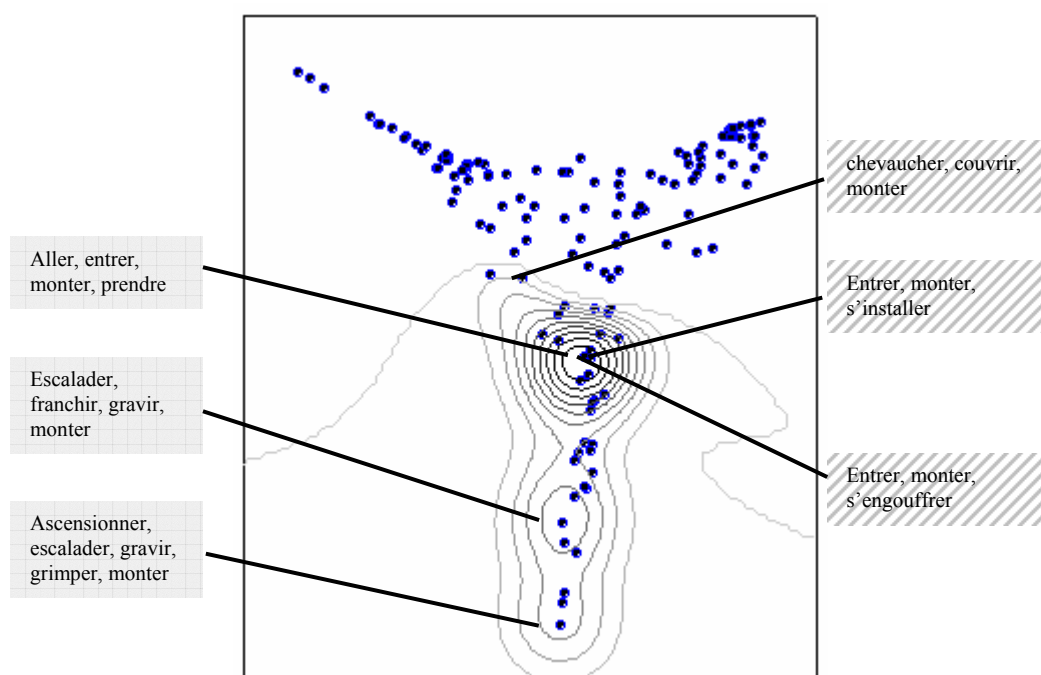 chevaucher, couvrir,
monter
Aller, entrer,
monter, prendre
Entrer, monter,
s’installer
Escalader,
franchir, gravir,
monter
Entrer, monter,
s’engouffrer
Ascensionner,
escalader, gravir,
grimper, monter